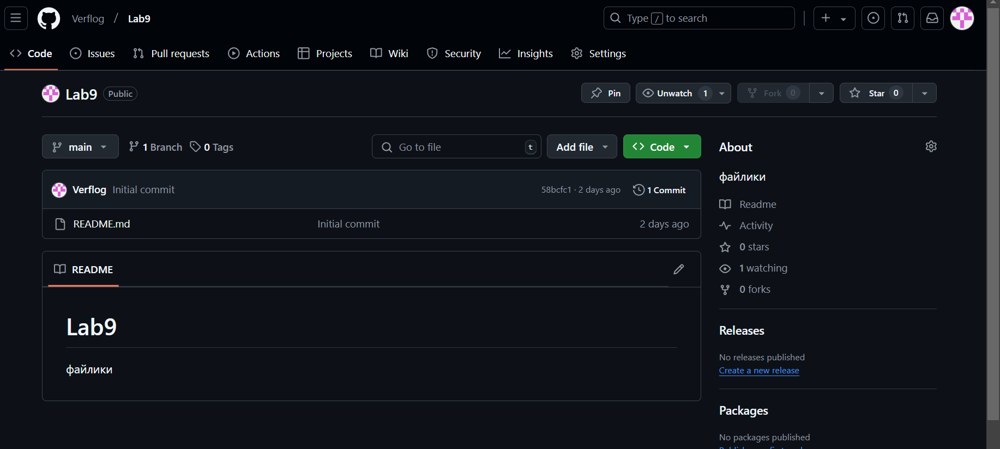 Verflog / Lab9
Type / to search
Code Issues Pull requests Actions Projects Wiki Security Insights Settings
Lab9 Public
Pin Unwatch 1 Fork 0 Star 0
main 1 Branch 0 Tags Go to file t Add file Code
Verflog Initial commit 58bcfc1 · 2 days ago 1 Commit
README.md Initial commit 2 days ago
README
Lab9
файлики
About
файлики
Readme
Activity
0 stars
1 watching
0 forks
Releases
No releases published
Create a new release
Packages
No packages published